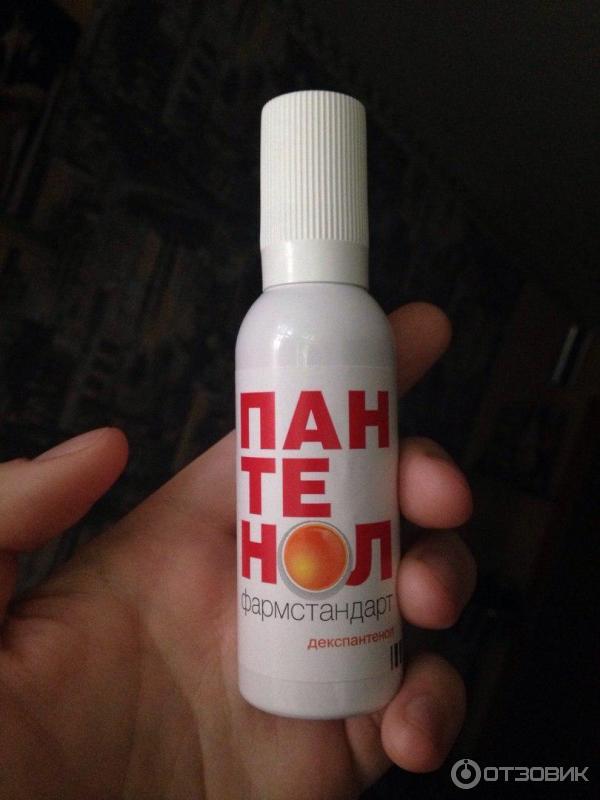 ПАН
ТЕ
НОЛ
фармстандарт
декспантенол
ОТЗОВИК